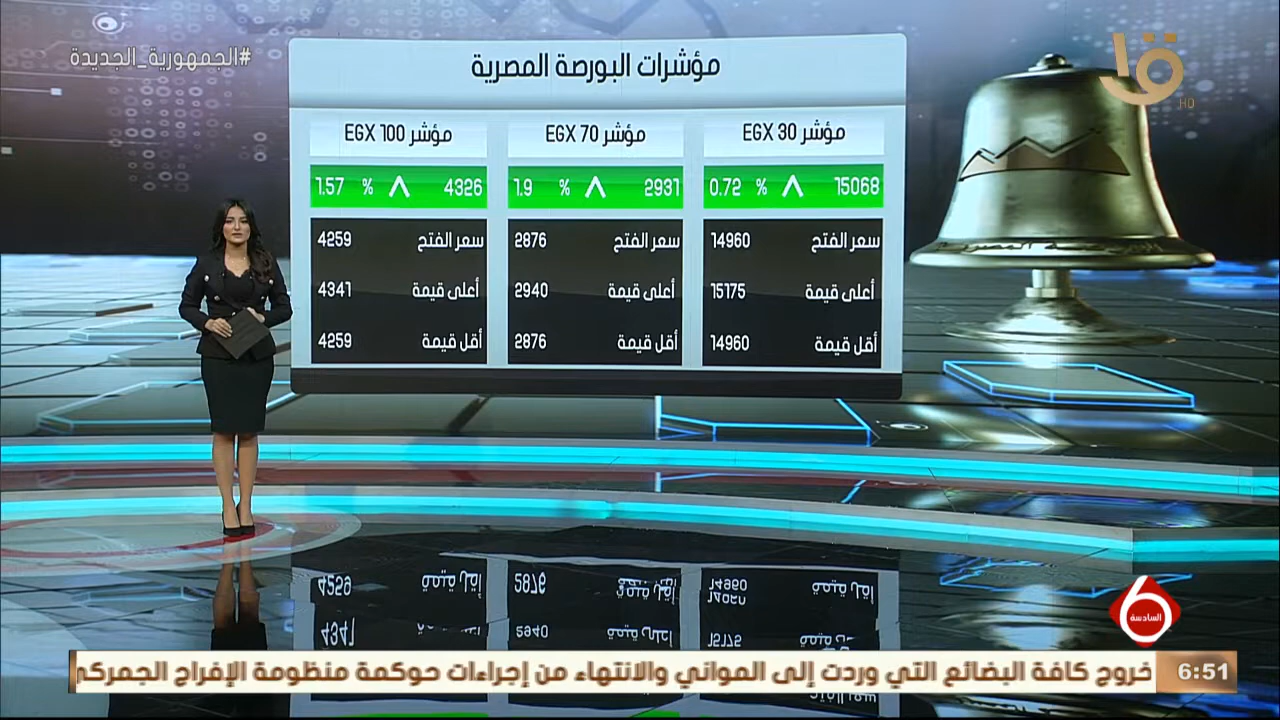 #الجمهورية_الجديدة
HD
مؤشرات البورصة المصرية
مؤشر EGX 30
15068 % 0.72
سعر الفتح 14960
أعلى قيمة 15175
أقل قيمة 14960
مؤشر EGX 70
2931 % 1.9
سعر الفتح 2876
أعلى قيمة 2940
أقل قيمة 2876
مؤشر EGX 100
4326 % 1.57
سعر الفتح 4259
أعلى قيمة 4341
أقل قيمة 4259
6
السادسة
6:51
خروج كافة البضائع التي وردت إلى المواني والانتهاء من إجراءات حوكمة منظومة الإفراج الجمركي